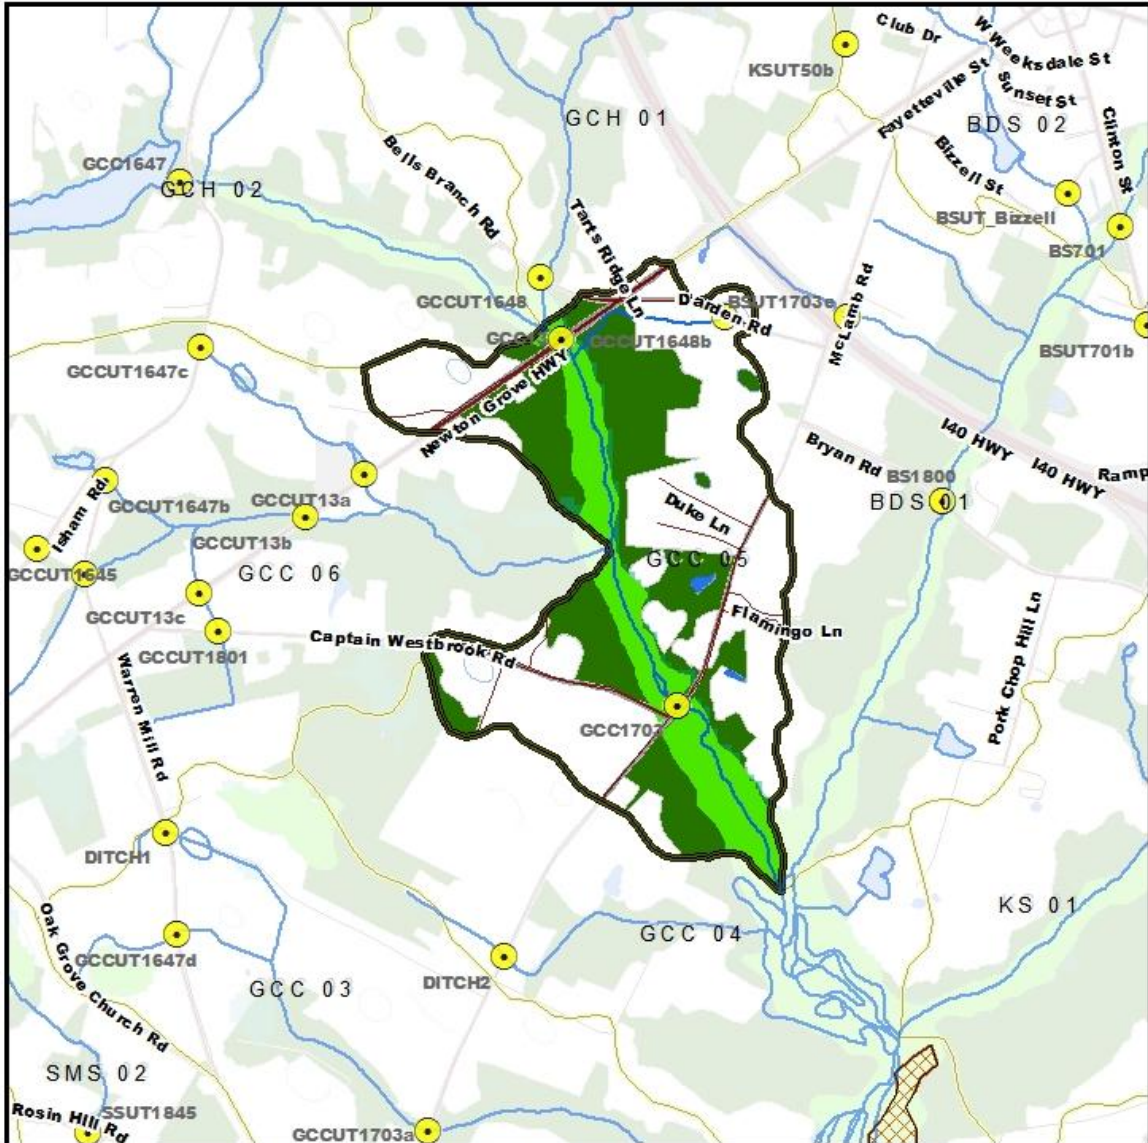 Club Dr
W Weeksdale St
KSUT50b
Sunset St
Fayetteville St
GCH 01
BDS 02
Clinton St
Bells Branch Rd
Bizzell St
GCC1647
GCH 02
BSUT_Bizzell
Tarts Ridge Ln
BS701
McLamb Rd
GCCUT1648
Darden Rd
BSUT1703e
GCCUT1648b
BSUT701b
GCCUT1647c
Newton Grove HWY
I40 HWY
I40 HWY
Ramp
Bryan Rd
BS1800
BDS 01
Isham Rd
GCCUT1647b
GCCUT13a
Duke Ln
GCCUT13b
GCC 05
GCCUT1645
GCC 06
GCCUT13c
Flamingo Ln
Pork Chop Hill Ln
Captain Westbrook Rd
GCCUT1801
Warren Mill Rd
DITCH1
Oak Grove Church Rd
KS 01
GCC 04
GCCUT1647d
DITCH2
GCC 03
SMS 02
SSUT1845
Rosin Hill Rd
GCCUT1703a